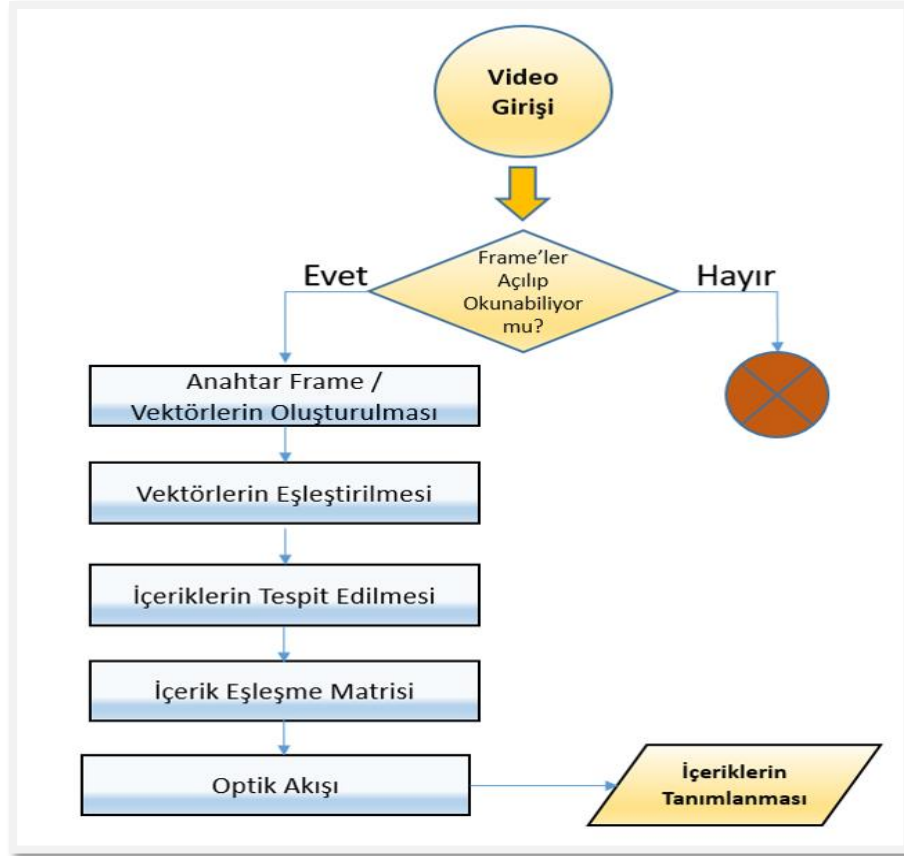 Video
Girişi
Frame'ler
Açılıp
Okunabiliyor
mu?
Evet
Hayır
Anahtar Frame /
Vektörlerin Oluşturulması
Vektörlerin Eşleştirilmesi
İçeriklerin Tespit Edilmesi
İçerik Eşleşme Matrisi
Optik Akışı
İçeriklerin
Tanımlanması